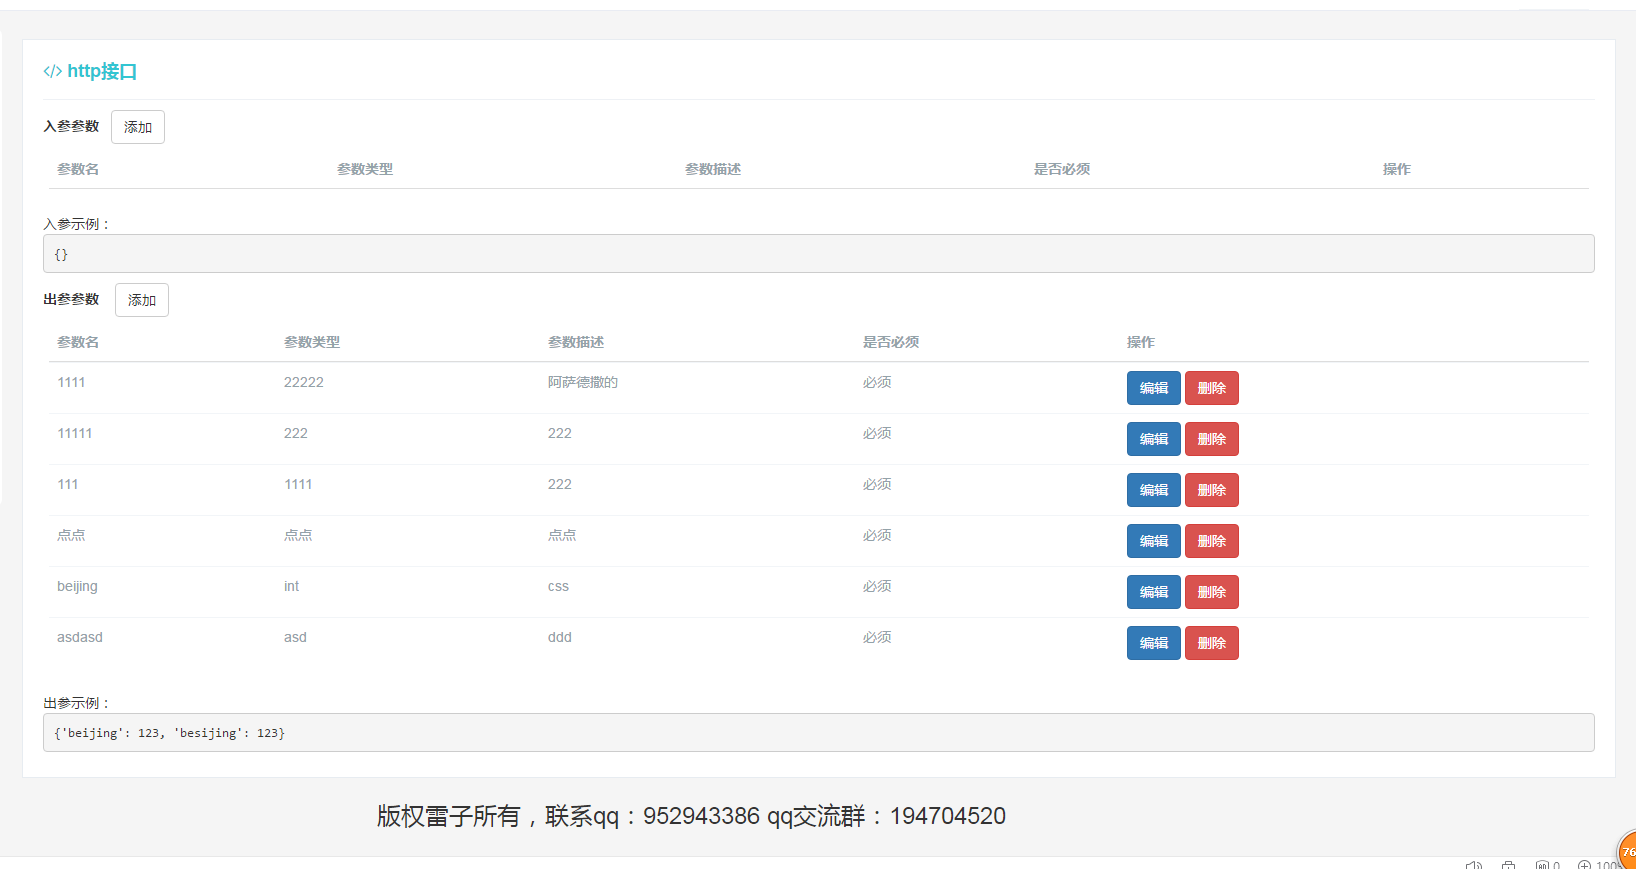 </> http接口
入参参数 添加
参数名 参数类型 参数描述 是否必须 操作
入参示例：
{}
出参参数 添加
参数名 参数类型 参数描述 是否必须 操作
1111 22222 阿萨德撒的 必须 编辑 删除
11111 222 222 必须 编辑 删除
111 1111 222 必须 编辑 删除
点点 点点 点点 必须 编辑 删除
beijing int css 必须 编辑 删除
asdasd asd ddd 必须 编辑 删除
出参示例：
{'beijing': 123, 'besijing': 123}
版权雷子所有，联系qq：952943386 qq交流群：194704520
76
0